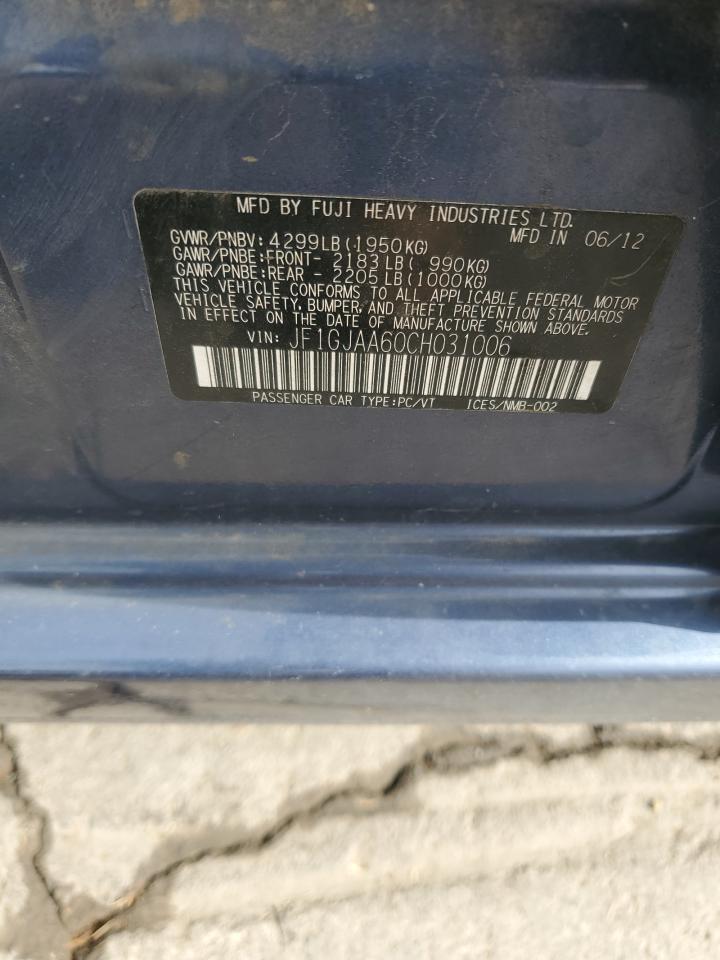 MFD BY FUJI HEAVY INDUSTRIES LTD.
GVWR/PNBV: 4299LB(1950KG) MFD IN 06/12
GAWR/PNBE:FRONT- 2183LB( 990KG)
GAWR/PNBE:REAR - 2205LB(1000KG)
THIS VEHICLE CONFORMS TO ALL APPLICABLE FEDERAL MOTOR
VEHICLE SAFETY, BUMPER, AND THEFT PREVENTION STANDARDS
IN EFFECT ON THE DATE OF MANUFACTURE SHOWN ABOVE.
VIN: JF1GJAA60CH031006
PASSENGER CAR TYPE:PC/VT ICES/NMB-002